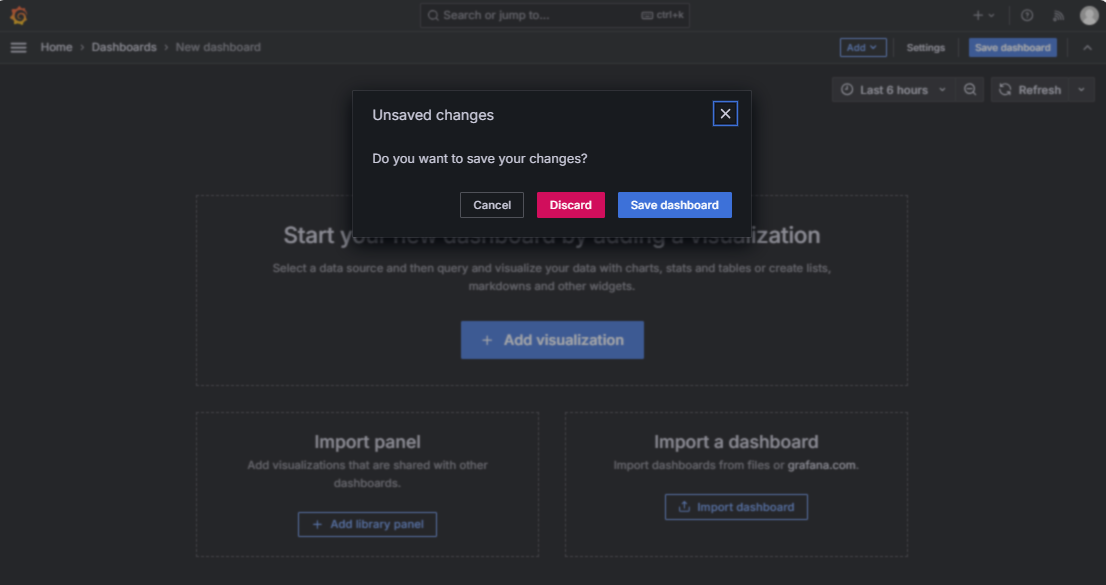 Search or jump to...
ctrl+k
Home
Dashboards
New dashboard
Add
Settings
Save dashboard
Last 6 hours
Refresh
Unsaved changes
Do you want to save your changes?
Cancel
Discard
Save dashboard
Start your new dashboard by adding a visualization
Select a data source and then query and visualize your data with charts, stats and tables or create lists,
markdowns and other widgets.
+ Add visualization
Import panel
Add visualizations that are shared with other
dashboards.
+ Add library panel
Import a dashboard
Import dashboards from files or grafana.com.
Import dashboard